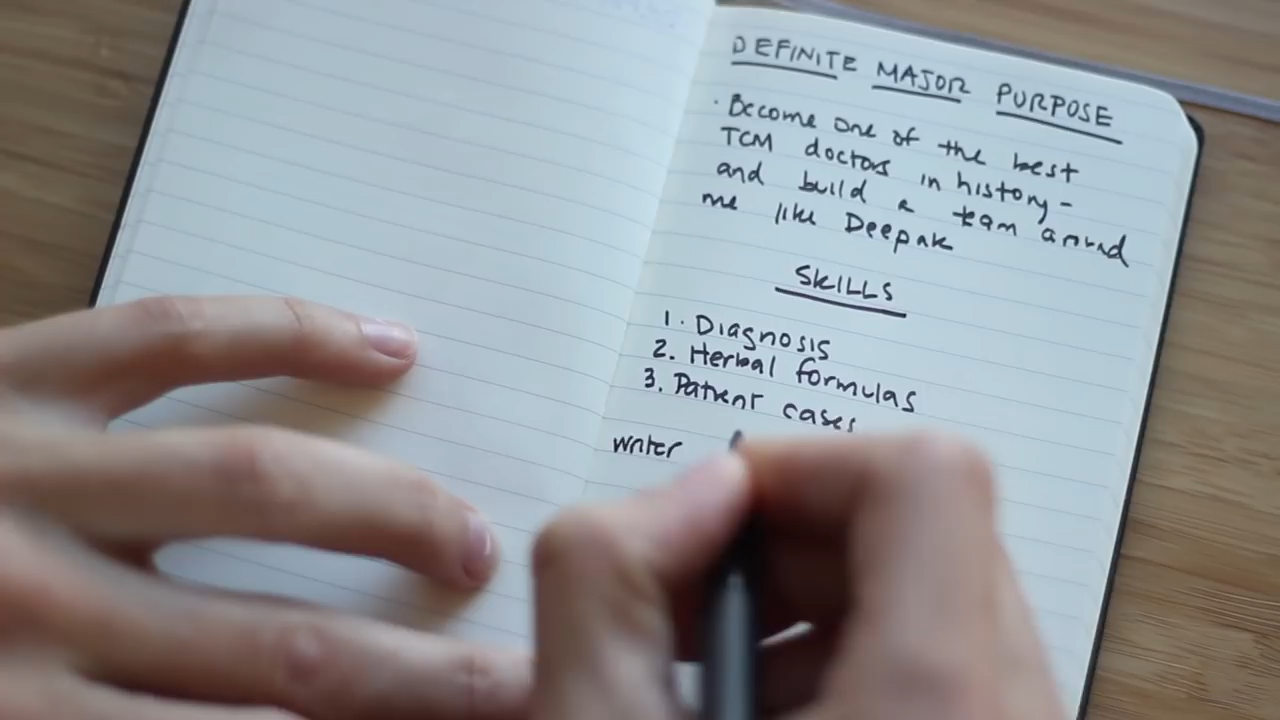 DEFINITE MAJOR PURPOSE
· Become one of the best
TCM doctors in history-
and build a team around
me like Deepak
SKILLS
1. Diagnosis
2. Herbal formulas
3. Patient cases
writer